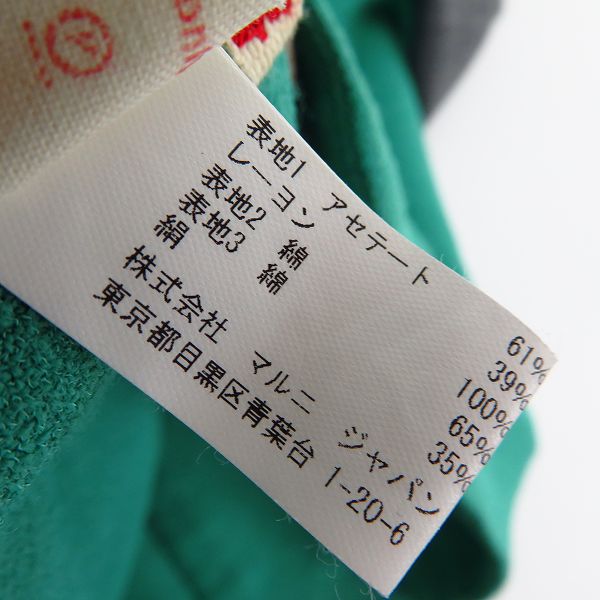 表地1 アセテート 61%
レーヨン 39%
表地2 綿 100%
表地3 綿 65%
絹 35%
株式会社 マルニ ジャパン
東京都目黒区青葉台 1-20-6